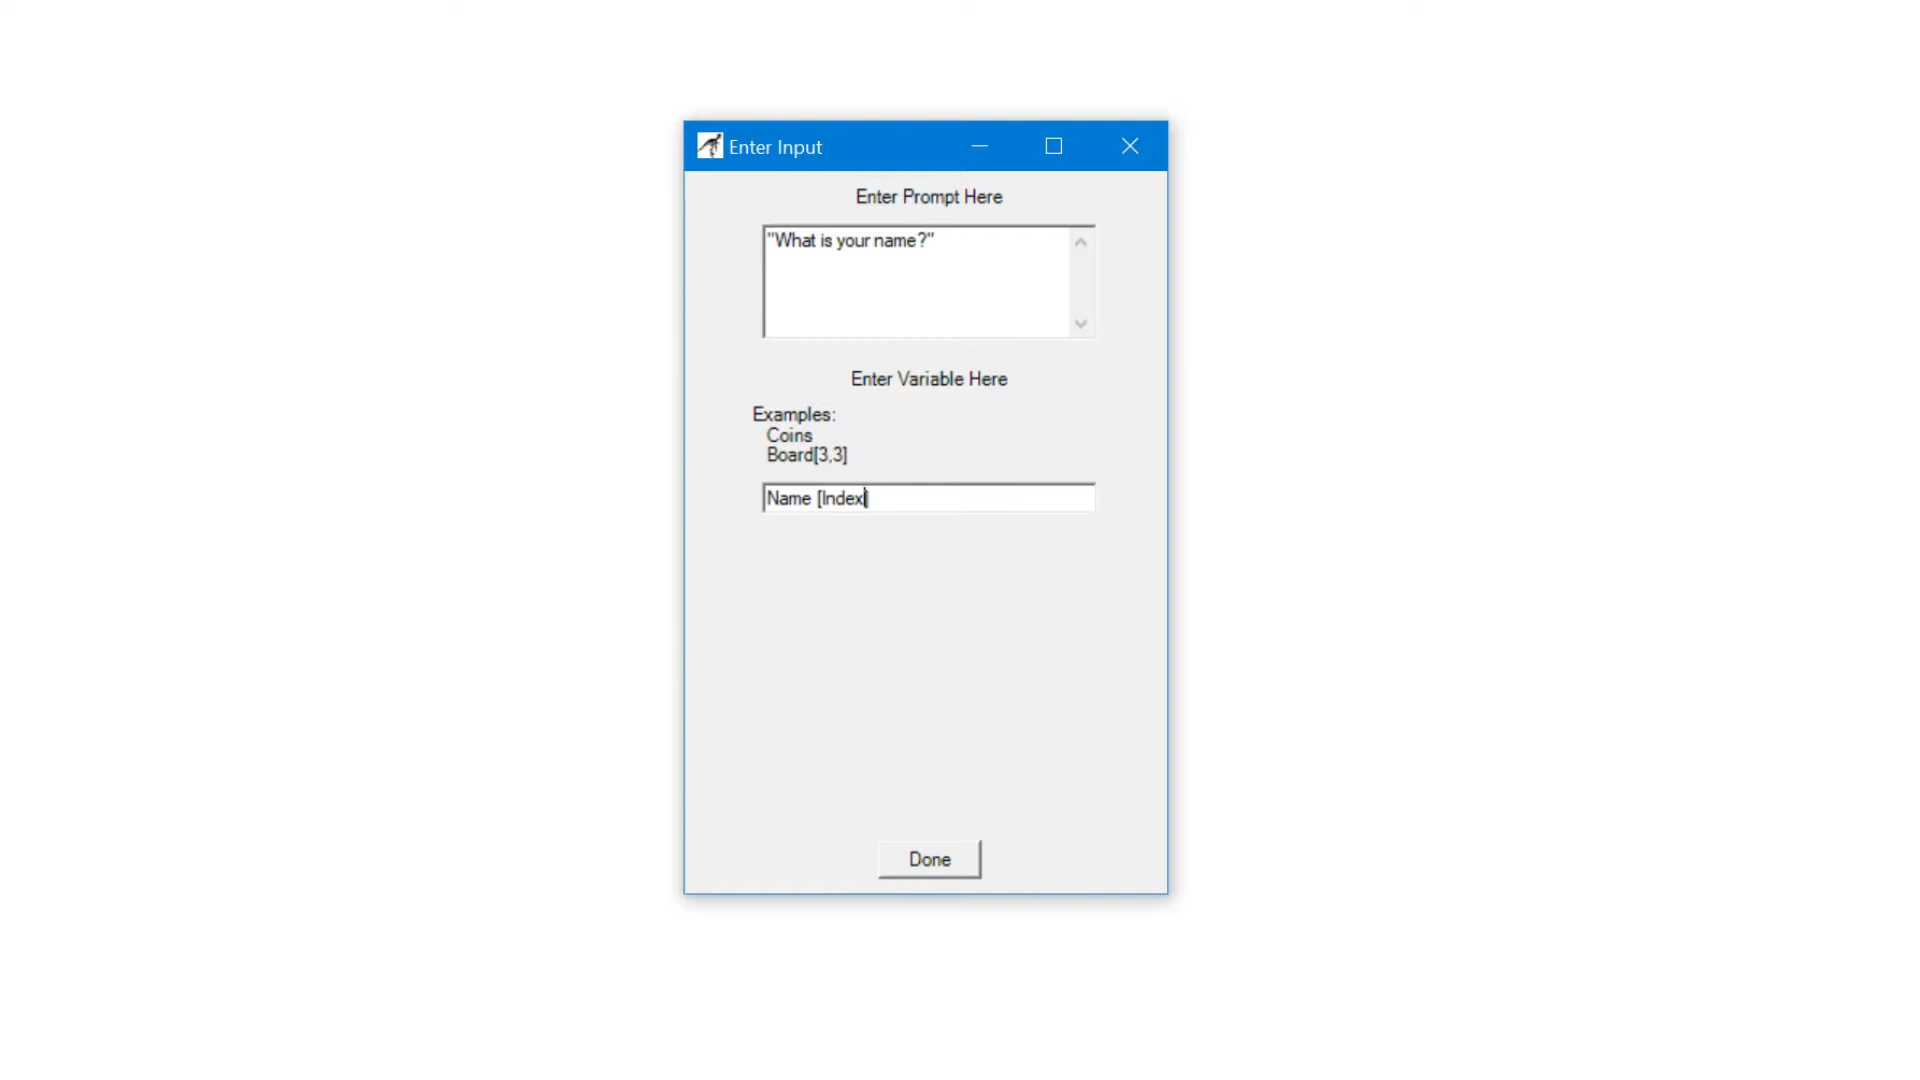 Enter Input
Enter Prompt Here
"What is your name?"
Enter Variable Here
Examples:
Coins
Board[3,3]
Name [Index
Done